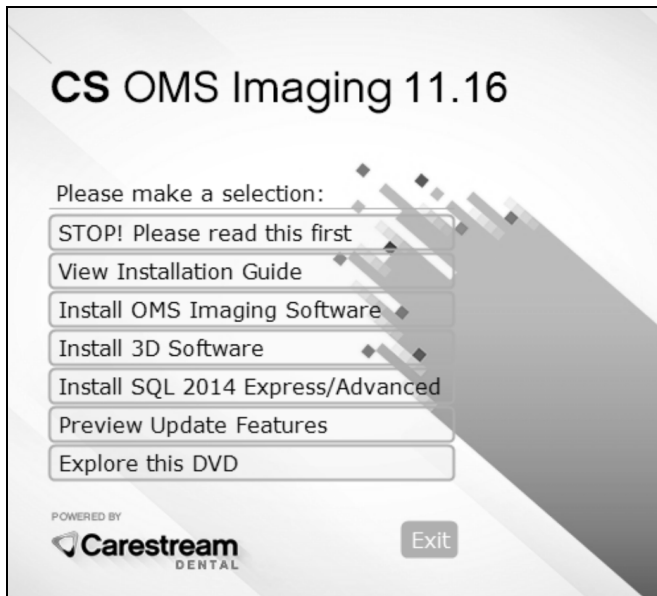 CS OMS Imaging 11.16
Please make a selection:
STOP! Please read this first
View Installation Guide
Install OMS Imaging Software
Install 3D Software
Install SQL 2014 Express/Advanced
Preview Update Features
Explore this DVD
POWERED BY
Carestream
DENTAL
Exit